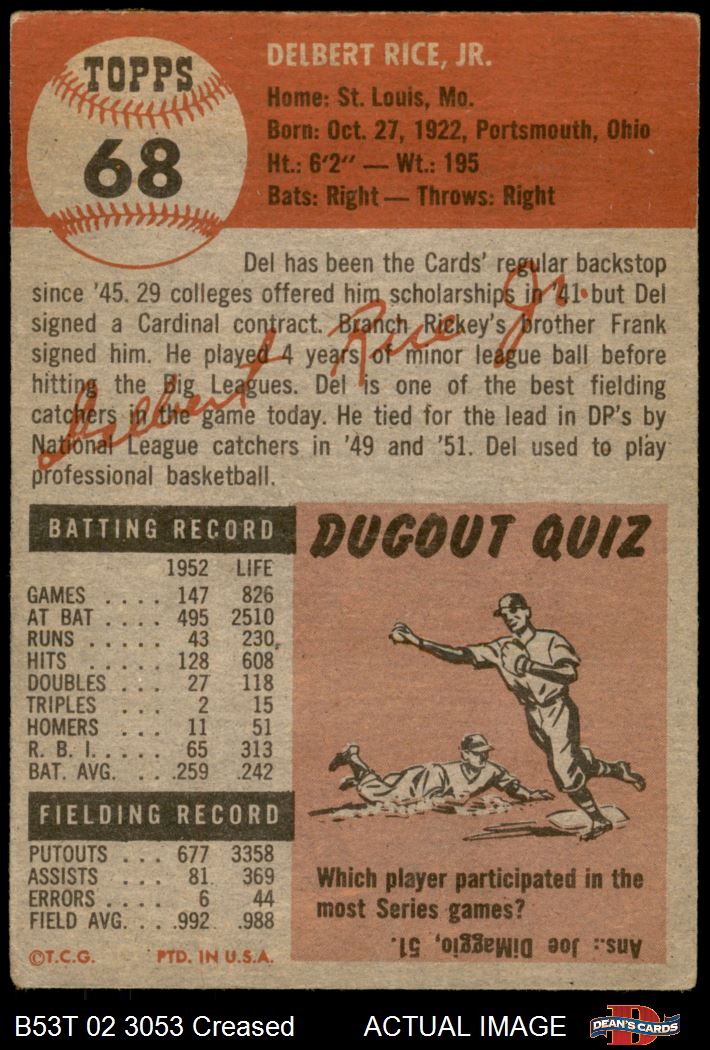 TOPPS
68
DELBERT RICE, JR.
Home: St. Louis, Mo.
Born: Oct. 27, 1922, Portsmouth, Ohio
Ht.: 6'2" — Wt.: 195
Bats: Right — Throws: Right
Del has been the Cards' regular backstop
since '45. 29 colleges offered him scholarships in '41 but Del
signed a Cardinal contract. Branch Rickey's brother Frank
signed him. He played 4 years of minor league ball before
hitting the Big Leagues. Del is one of the best fielding
catchers in the game today. He tied for the lead in DP's by
National League catchers in '49 and '51. Del used to play
professional basketball.
Delbert Rice Jr.
BATTING RECORD
1952 LIFE
GAMES .... 147 826
AT BAT .... 495 2510
RUNS ..... 43 230
HITS ..... 128 608
DOUBLES ... 27 118
TRIPLES ... 2 15
HOMERS ... 11 51
R. B. I. .... 65 313
BAT. AVG. ... .259 .242
FIELDING RECORD
PUTOUTS ... 677 3358
ASSISTS ... 81 369
ERRORS .... 6 44
FIELD AVG. ... .992 .988
©T.C.G. PTD. IN U.S.A.
DUGOUT QUIZ
Which player participated in the
most Series games?
Ans.: Joe DiMaggio, 51.
B53T 02 3053 Creased ACTUAL IMAGE
DEAN'S CARDS